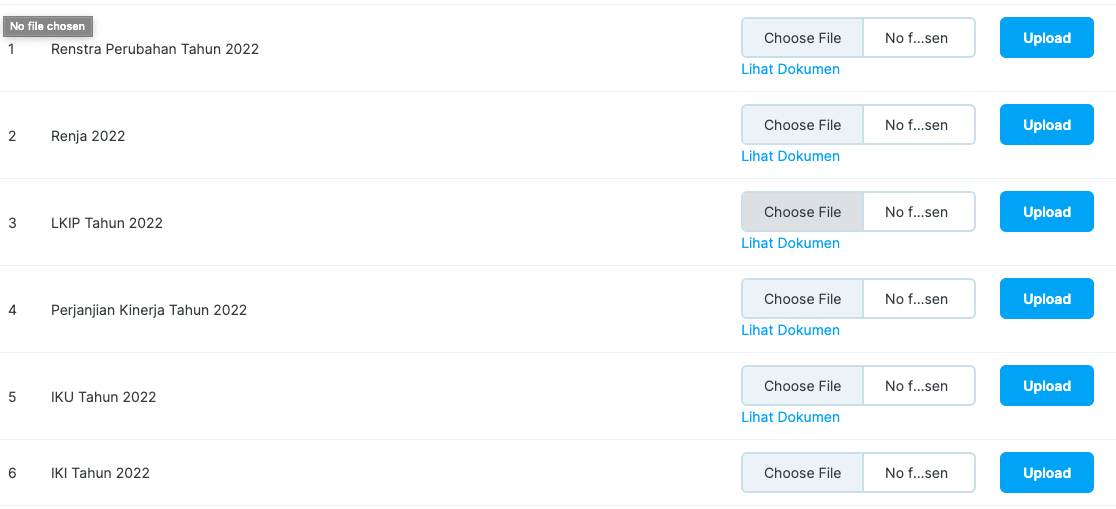 No file chosen
1 Renstra Perubahan Tahun 2022 Choose File No f...sen Upload
Lihat Dokumen
2 Renja 2022 Choose File No f...sen Upload
Lihat Dokumen
3 LKIP Tahun 2022 Choose File No f...sen Upload
Lihat Dokumen
4 Perjanjian Kinerja Tahun 2022 Choose File No f...sen Upload
Lihat Dokumen
5 IKU Tahun 2022 Choose File No f...sen Upload
Lihat Dokumen
6 IKI Tahun 2022 Choose File No f...sen Upload